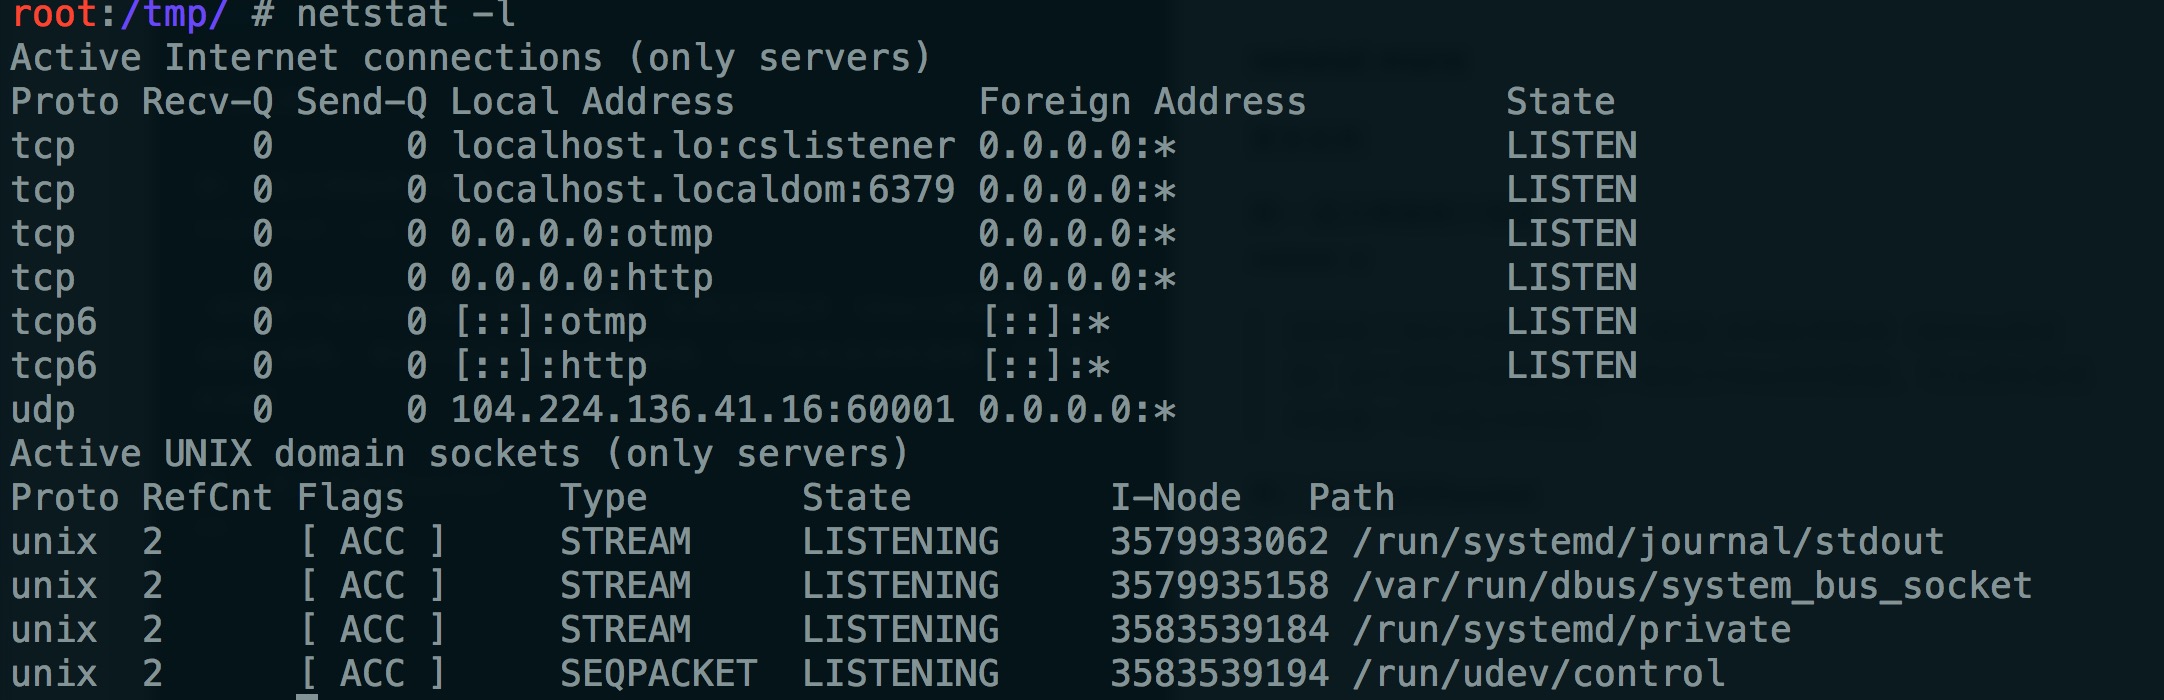 root:/tmp/ # netstat -l
Active Internet connections (only servers)
Proto Recv-Q Send-Q Local Address           Foreign Address         State
tcp        0      0 localhost.lo:cslistener 0.0.0.0:*               LISTEN
tcp        0      0 localhost.localdom:6379 0.0.0.0:*               LISTEN
tcp        0      0 0.0.0.0:otmp            0.0.0.0:*               LISTEN
tcp        0      0 0.0.0.0:http            0.0.0.0:*               LISTEN
tcp6       0      0 [::]:otmp               [::]:*                  LISTEN
tcp6       0      0 [::]:http               [::]:*                  LISTEN
udp        0      0 104.224.136.41.16:60001 0.0.0.0:*
Active UNIX domain sockets (only servers)
Proto RefCnt Flags       Type       State         I-Node   Path
unix  2      [ ACC ]     STREAM     LISTENING     3579933062 /run/systemd/journal/stdout
unix  2      [ ACC ]     STREAM     LISTENING     3579935158 /var/run/dbus/system_bus_socket
unix  2      [ ACC ]     STREAM     LISTENING     3583539184 /run/systemd/private
unix  2      [ ACC ]     SEQPACKET  LISTENING     3583539194 /run/udev/control